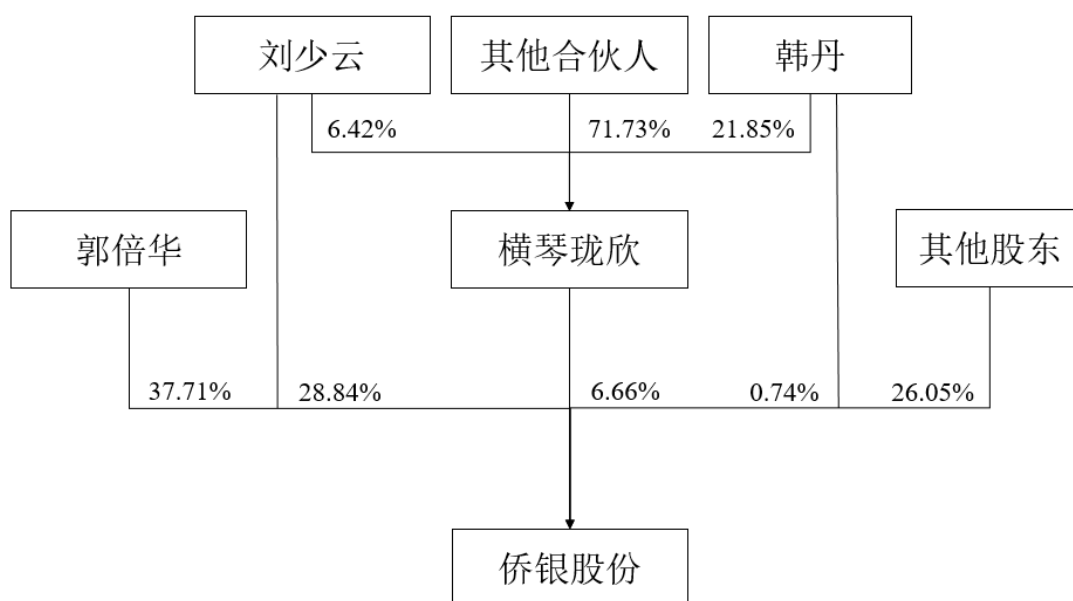 刘少云
其他合伙人
韩丹
6.42%
71.73%
21.85%
郭倍华
横琴珑欣
其他股东
37.71%
28.84%
6.66%
0.74%
26.05%
侨银股份